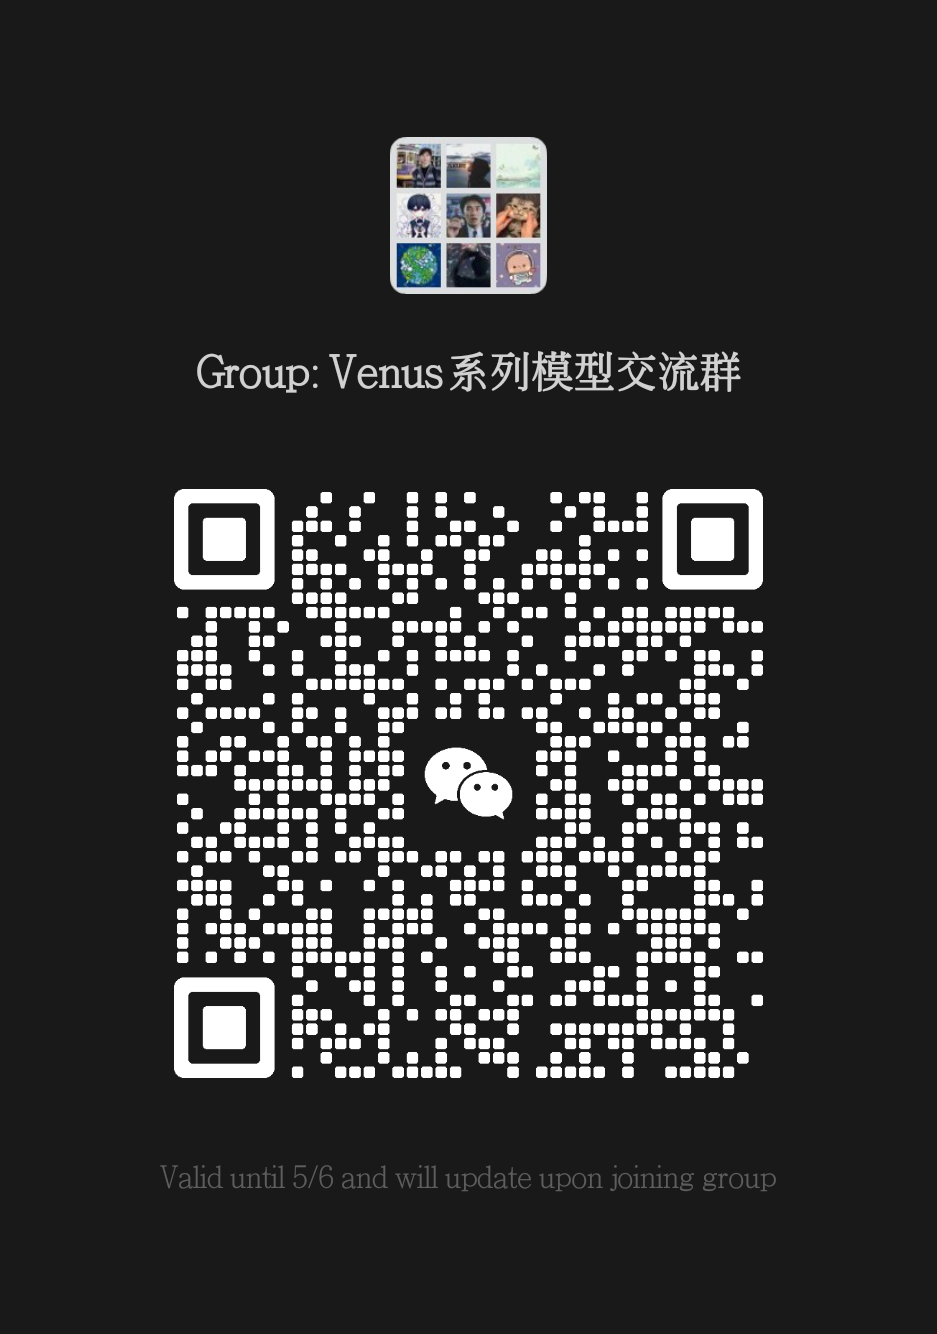 Group: Venus系列模型交流群
Valid until 5/6 and will update upon joining group